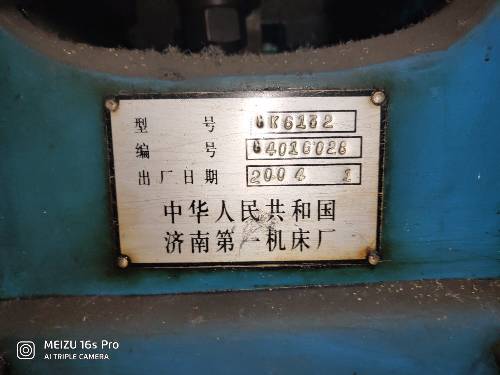 型 号 CK6132
编 号 G401G028
出厂日期 2004 1
中华人民共和国
济南第一机床厂
MEIZU 16s Pro
AI TRIPLE CAMERA